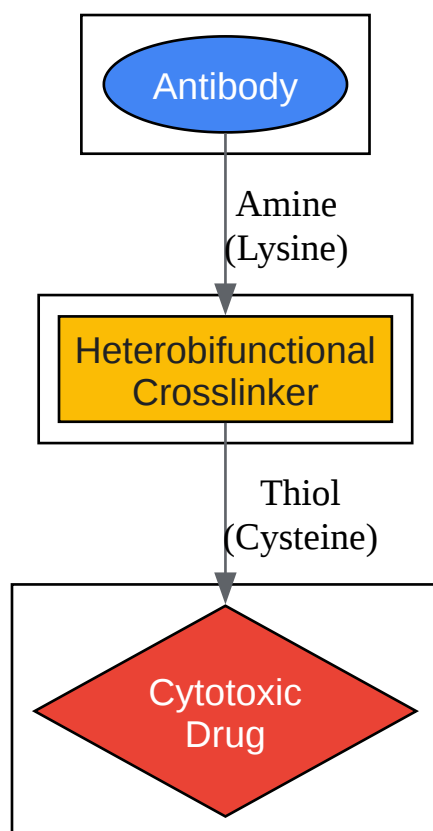 Antibody
Amine
(Lysine)
Heterobifunctional
Crosslinker
Thiol
(Cysteine)
Cytotoxic
Drug